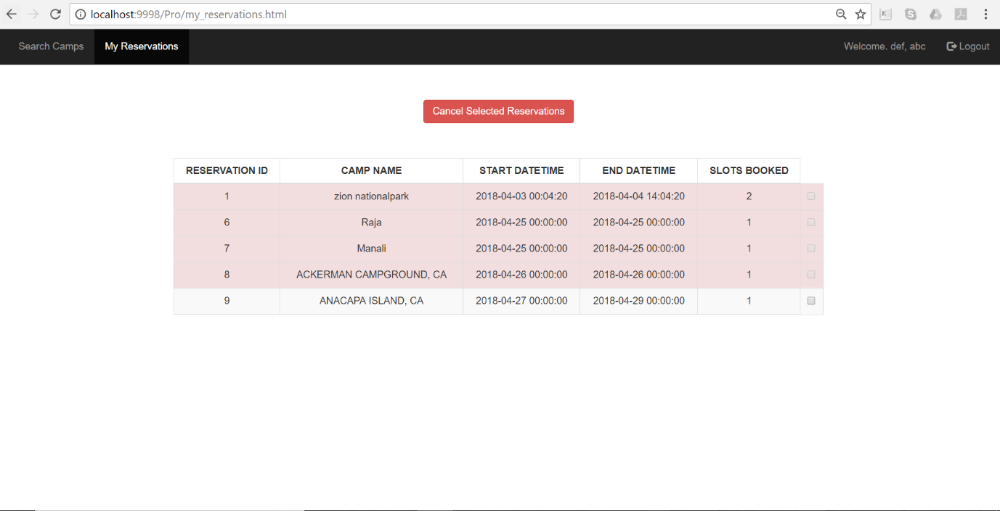 localhost:9998/Pro/my_reservations.html
Search Camps My Reservations Welcome. def, abc Logout
Cancel Selected Reservations
RESERVATION ID CAMP NAME START DATETIME END DATETIME SLOTS BOOKED
1 zion nationalpark 2018-04-03 00:04:20 2018-04-04 14:04:20 2
6 Raja 2018-04-25 00:00:00 2018-04-25 00:00:00 1
7 Manali 2018-04-25 00:00:00 2018-04-25 00:00:00 1
8 ACKERMAN CAMPGROUND, CA 2018-04-26 00:00:00 2018-04-26 00:00:00 1
9 ANACAPA ISLAND, CA 2018-04-27 00:00:00 2018-04-29 00:00:00 1